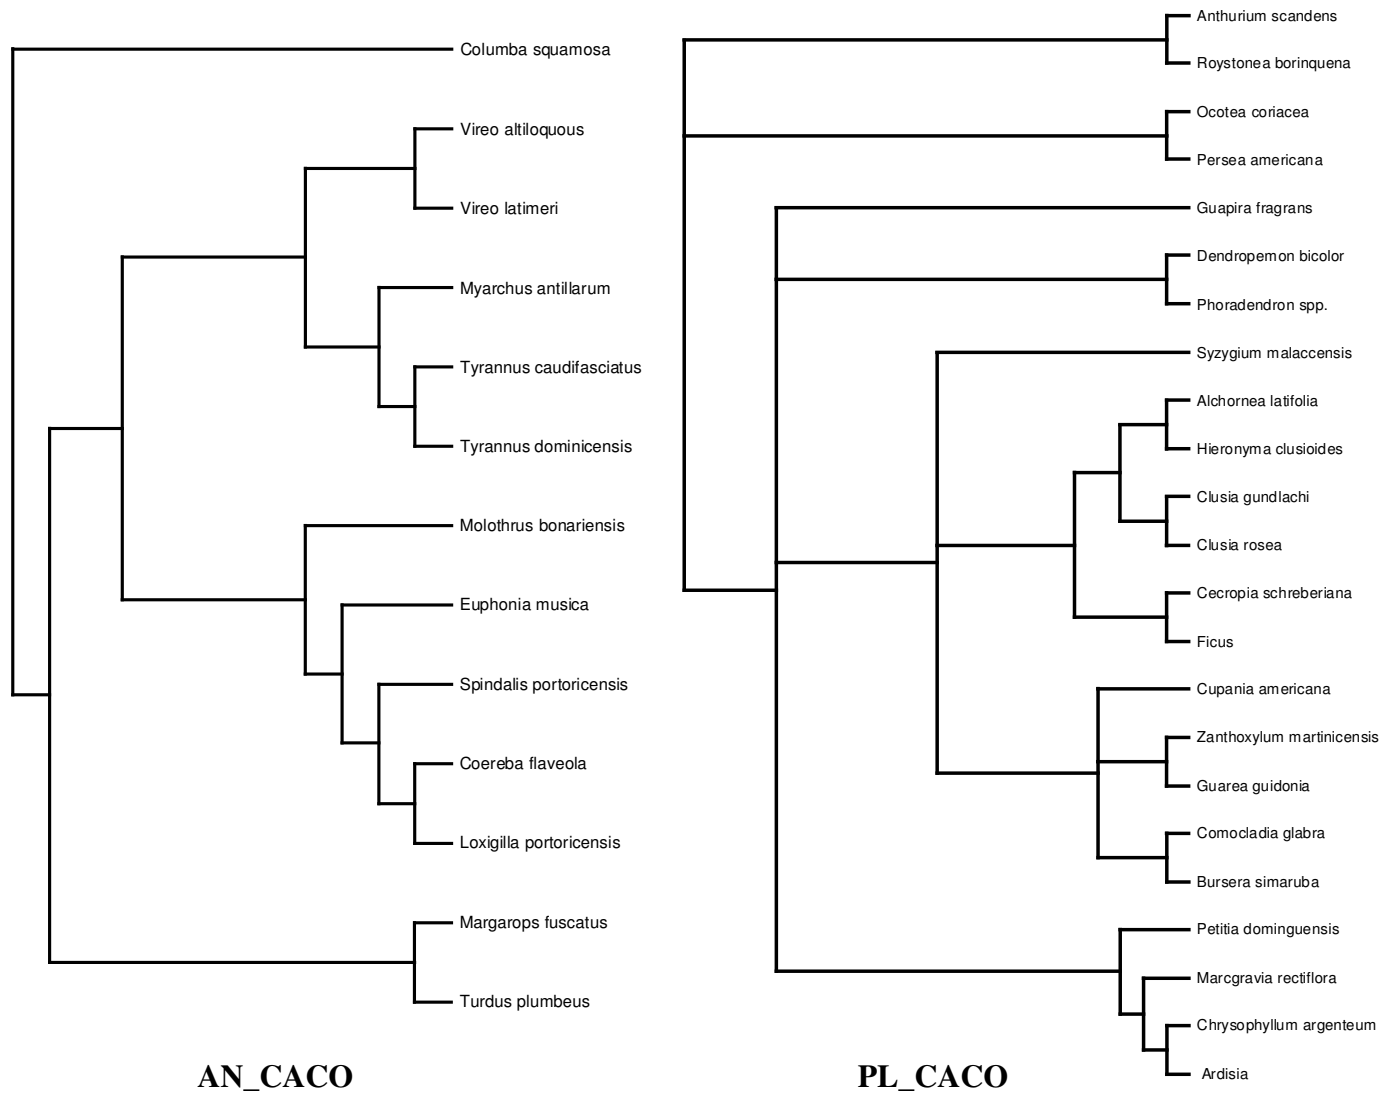 Columba squamosa
Vireo altiloquous
Vireo latimeri
Myarchus antillarum
Tyrannus caudifasciatus
Tyrannus dominicensis
Molothrus bonariensis
Euphonia musica
Spindalis portoricensis
Coereba flaveola
Loxigilla portoricensis
Margarops fuscatus
Turdus plumbeus
AN_CACO
Anthurium scandens
Roystonea borinquena
Ocotea coriacea
Persea americana
Guapira fragrans
Dendropemon bicolor
Phoradendron spp.
Syzygium malaccensis
Alchornea latifolia
Hieronyma clusioides
Clusia gundlachi
Clusia rosea
Cecropia schreberiana
Ficus
Cupania americana
Zanthoxylum martinicensis
Guarea guidonia
Comocladia glabra
Bursera simaruba
Petitia dominguensis
Marcgravia rectiflora
Chrysophyllum argenteum
Ardisia
PL_CACO